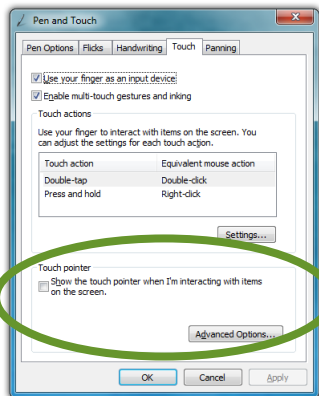 Pen and Touch
Pen Options Flicks Handwriting Touch Panning
Use your finger as an input device
Enable multi-touch gestures and inking
Touch actions
Use your finger to interact with items on the screen. You
can adjust the settings for each touch action.
Touch action Equivalent mouse action
Double-tap Double-click
Press and hold Right-click
Settings...
Touch pointer
Show the touch pointer when I'm interacting with items
on the screen.
Advanced Options...
OK Cancel Apply